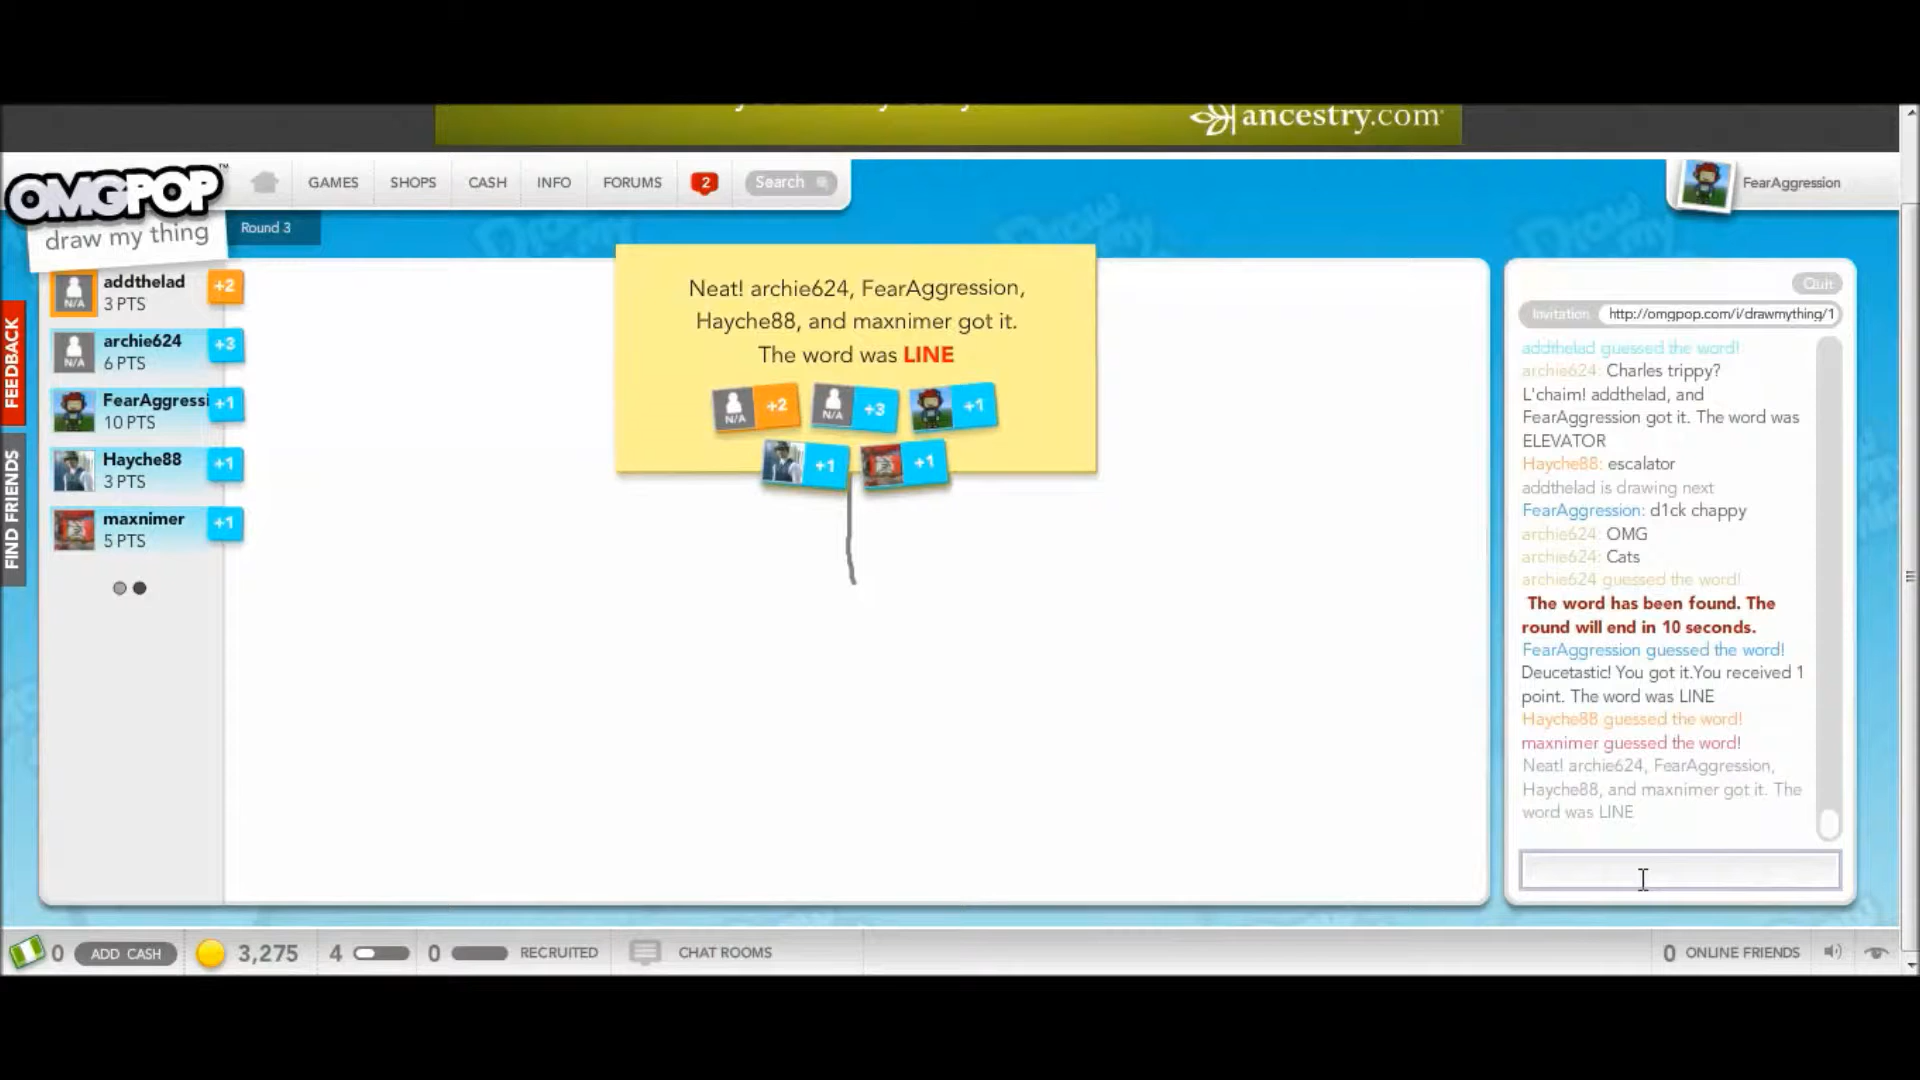 ancestry.com
OMGPOP™
draw my thing
GAMES
SHOPS
CASH
INFO
FORUMS
2
Search
FearAggression
Round 3
FEEDBACK
FIND FRIENDS
addthelad
3 PTS
+2
archie624
6 PTS
+3
FearAggressi
10 PTS
+1
Hayche88
3 PTS
+1
maxnimer
5 PTS
+1
Neat! archie624, FearAggression,
Hayche88, and maxnimer got it.
The word was LINE
N/A +2
N/A +3
+1
+1
+1
Quit
Invitation http://omgpop.com/i/drawmything/1
addthelad guessed the word!
archie624: Charles trippy?
L'chaim! addthelad, and
FearAggression got it. The word was
ELEVATOR
Hayche88: escalator
addthelad is drawing next
FearAggression: d1ck chappy
archie624: OMG
archie624: Cats
archie624 guessed the word!
The word has been found. The
round will end in 10 seconds.
FearAggression guessed the word!
Deucetastic! You got it.You received 1
point. The word was LINE
Hayche88 guessed the word!
maxnimer guessed the word!
Neat! archie624, FearAggression,
Hayche88, and maxnimer got it. The
word was LINE
0 ADD CASH
3,275
4
0 RECRUITED
CHAT ROOMS
0 ONLINE FRIENDS